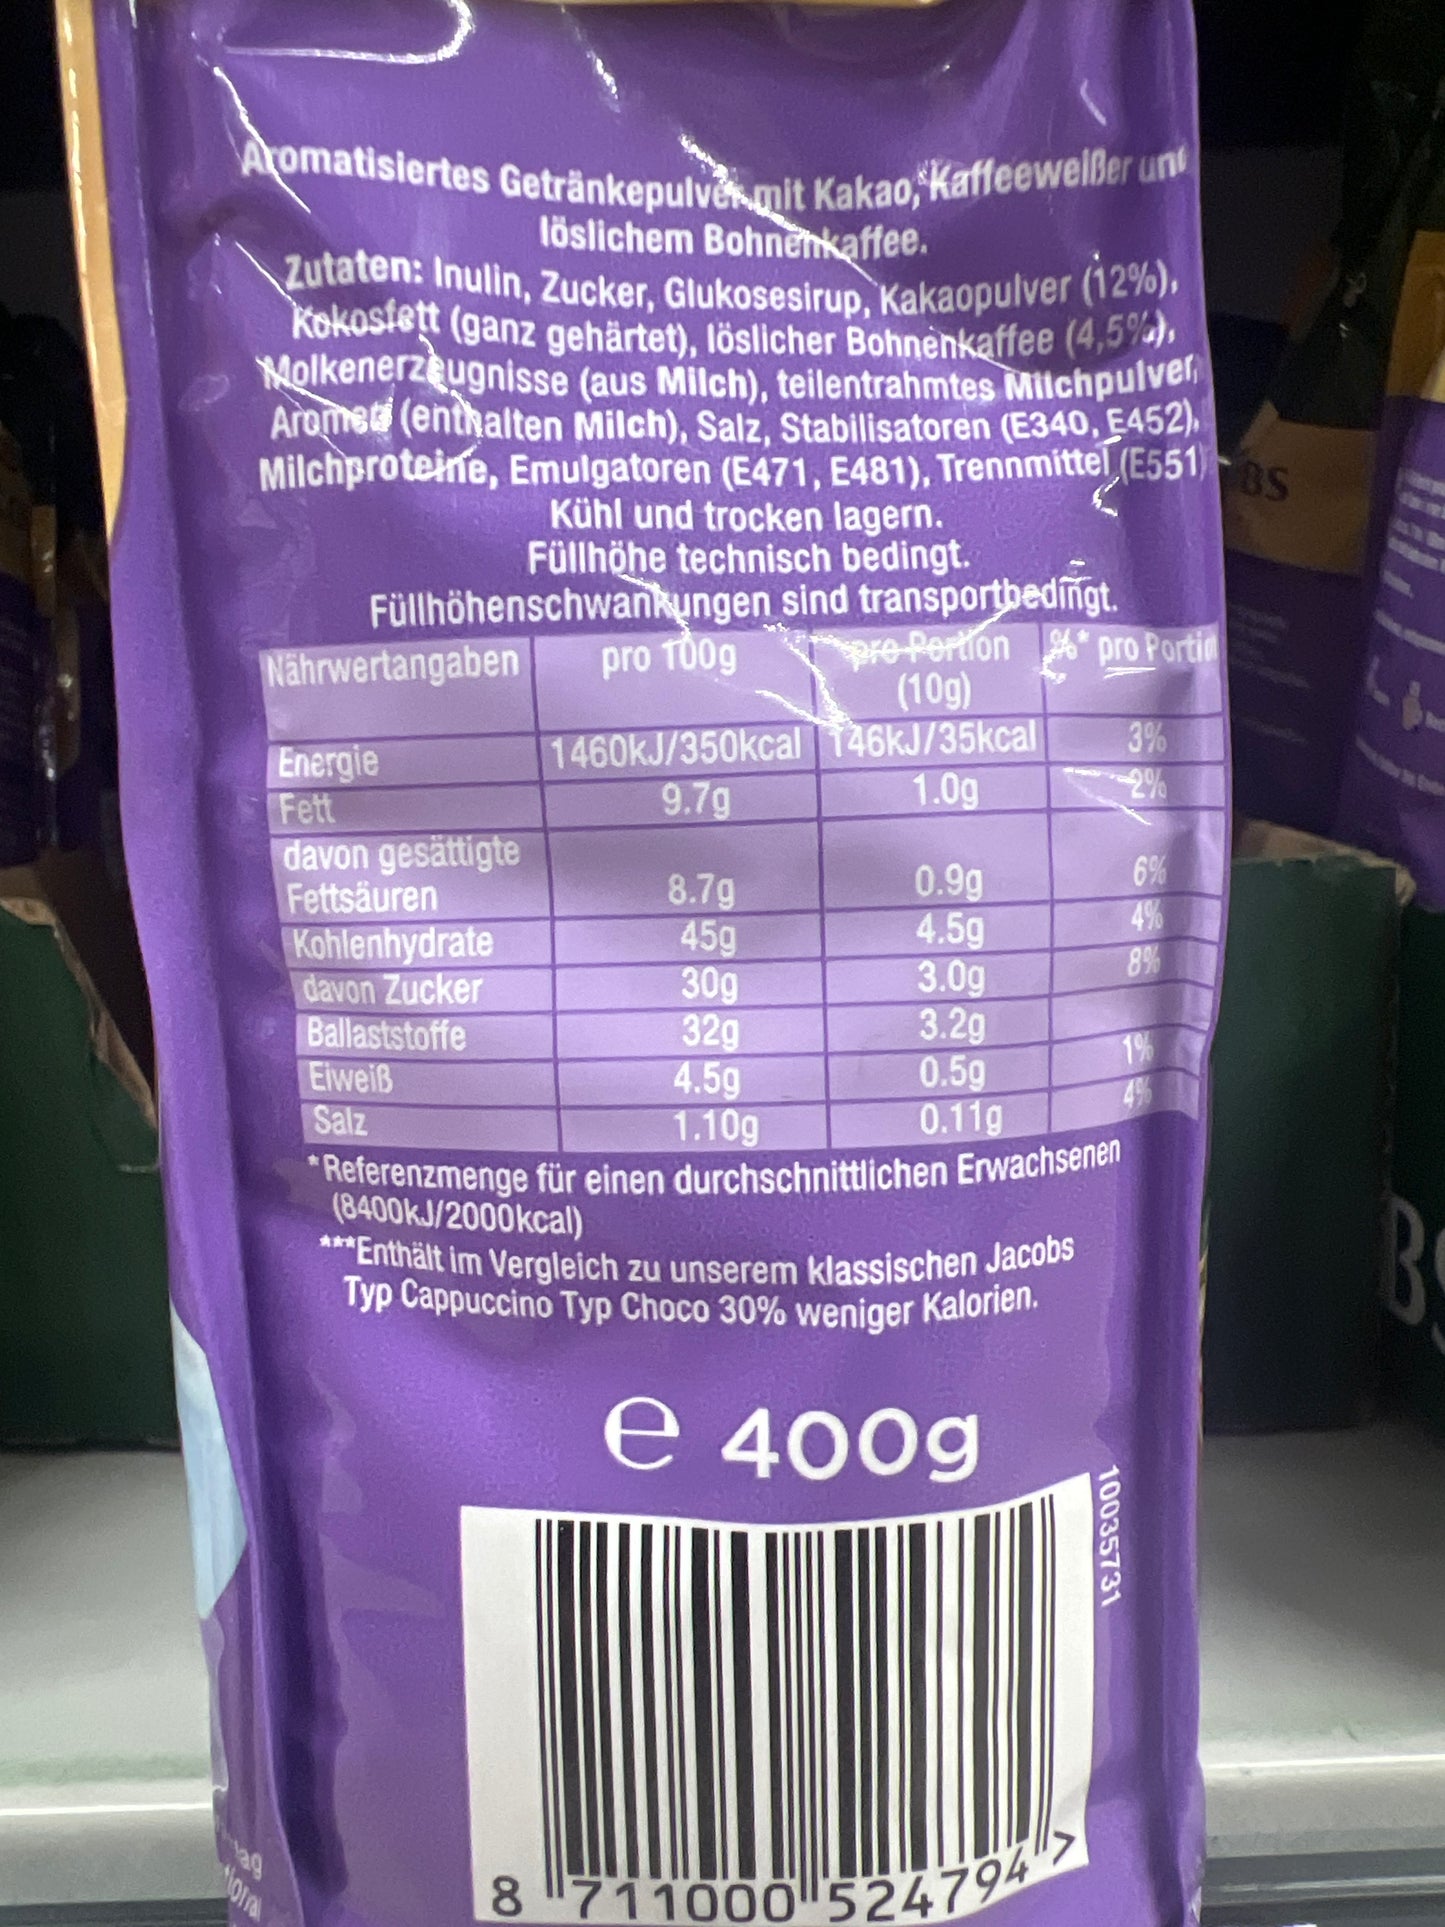 Aromatisiertes Getränkepulver mit Kakao, Kaffeeweißer und
löslichem Bohnenkaffee.
Zutaten: Inulin, Zucker, Glukosesirup, Kakaopulver (12%),
Kokosfett (ganz gehärtet), löslicher Bohnenkaffee (4,5%),
Molkenerzeugnisse (aus Milch), teilentrahmtes Milchpulver,
Aromen (enthalten Milch), Salz, Stabilisatoren (E340, E452),
Milchproteine, Emulgatoren (E471, E481), Trennmittel (E551)
Kühl und trocken lagern.
Füllhöhe technisch bedingt.
Füllhöhenschwankungen sind transportbedingt.
Nährwertangaben pro 100g pro Portion (10g) %* pro Portion
Energie 1460kJ/350kcal 146kJ/35kcal 3%
Fett 9.7g 1.0g 2%
davon gesättigte
Fettsäuren 8.7g 0.9g 6%
Kohlenhydrate 45g 4.5g 4%
davon Zucker 30g 3.0g 8%
Ballaststoffe 32g 3.2g
Eiweiß 4.5g 0.5g 1%
Salz 1.10g 0.11g 4%
*Referenzmenge für einen durchschnittlichen Erwachsenen
(8400kJ/2000kcal)
***Enthält im Vergleich zu unserem klassischen Jacobs
Typ Cappuccino Typ Choco 30% weniger Kalorien.
e 400g
10035731
8 711000 524794 >
BS